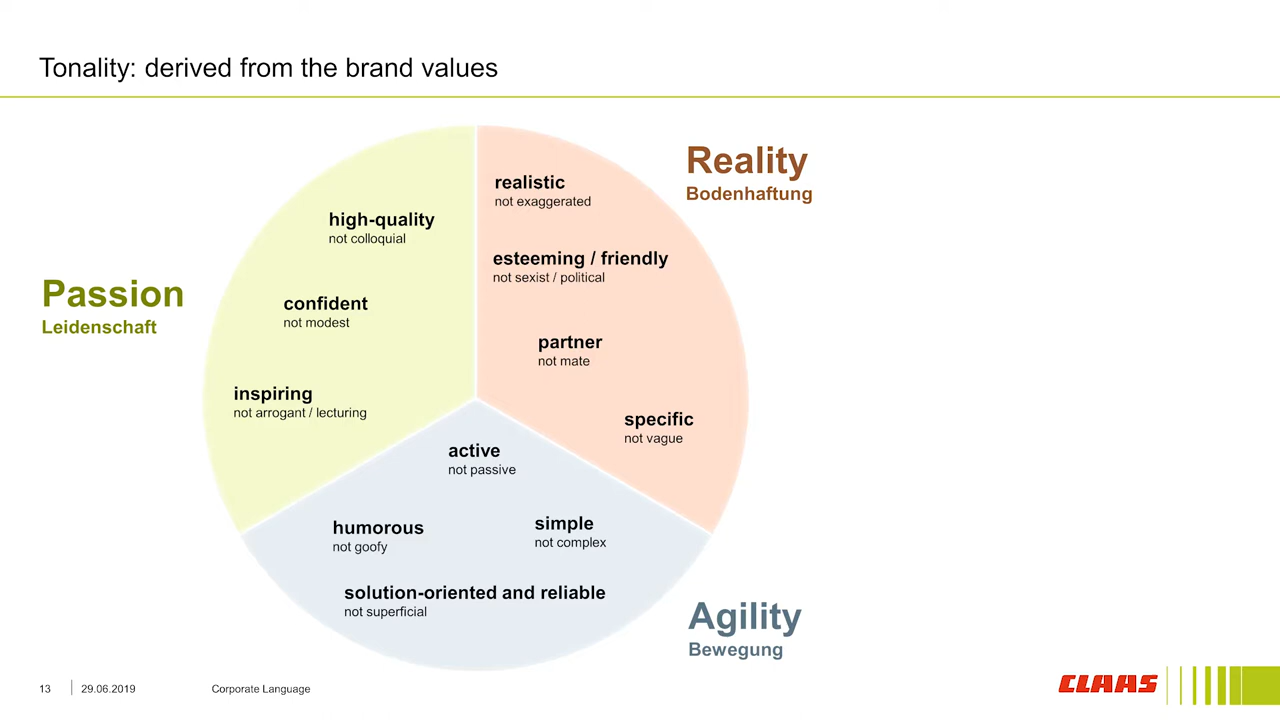 Tonality: derived from the brand values
Passion
Leidenschaft
high-quality
not colloquial
confident
not modest
inspiring
not arrogant / lecturing
Reality
Bodenhaftung
realistic
not exaggerated
esteeming / friendly
not sexist / political
partner
not mate
specific
not vague
active
not passive
humorous
not goofy
simple
not complex
solution-oriented and reliable
not superficial
Agility
Bewegung
13 29.06.2019 Corporate Language
CLAAS